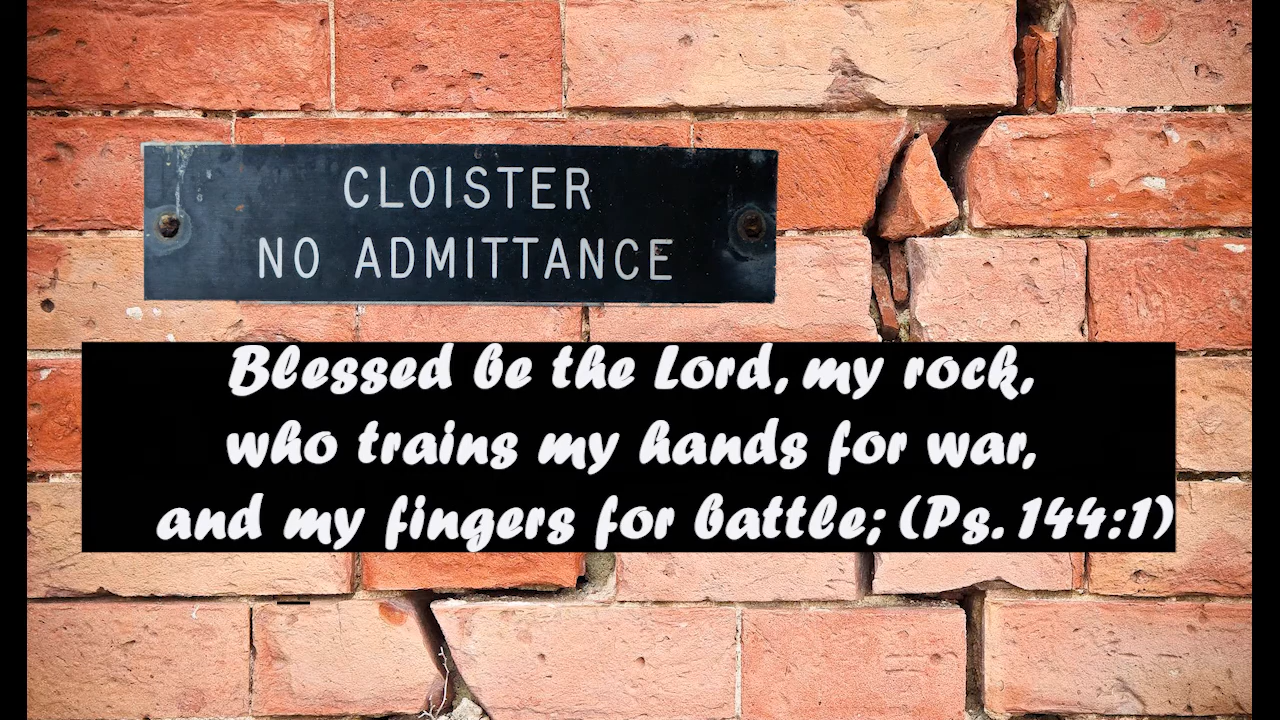 CLOISTER
NO ADMITTANCE
Blessed be the Lord, my rock,
who trains my hands for war,
and my fingers for battle; (Ps. 144:1)